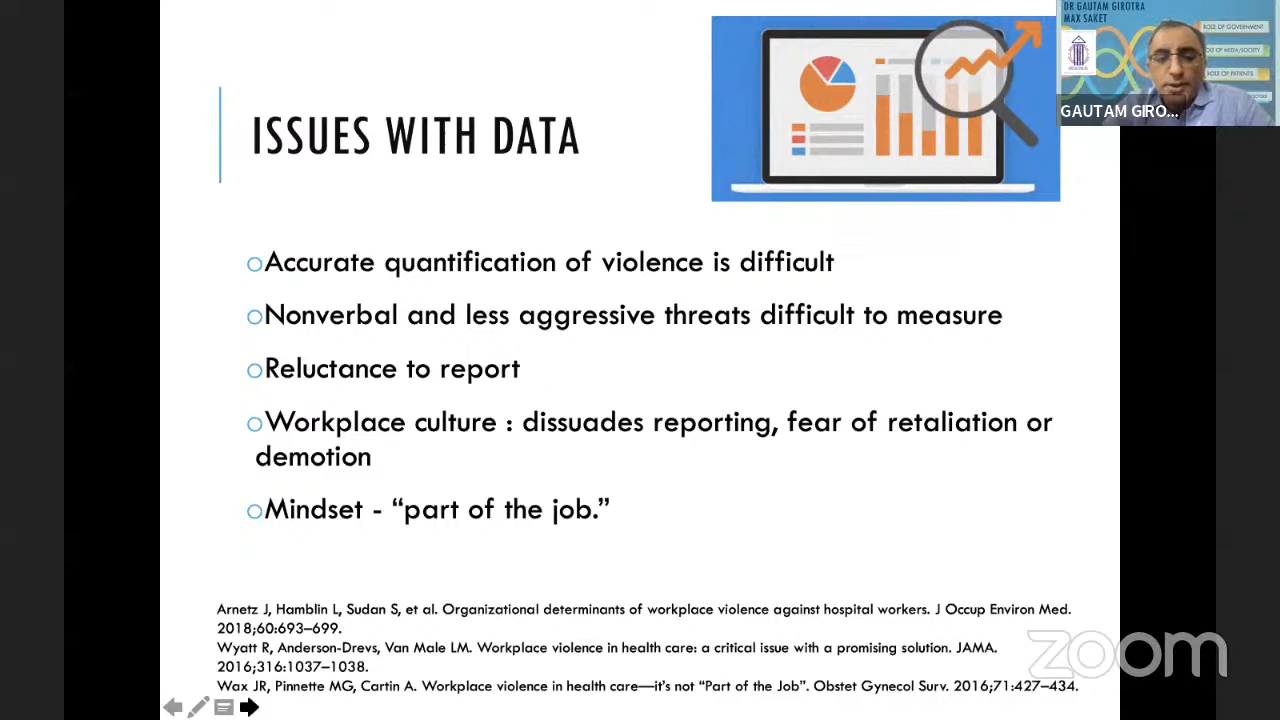 DR GAUTAM GIROTRA
MAX SAKET
ROLE OF GOVERNMENT
ROLE OF MEDIA/SOCIETY
ROLE OF PATIENTS
GAUTAM GIRO...
ISSUES WITH DATA
Accurate quantification of violence is difficult
Nonverbal and less aggressive threats difficult to measure
Reluctance to report
Workplace culture : dissuades reporting, fear of retaliation or
demotion
Mindset - “part of the job.”
Arnetz J, Hamblin L, Sudan S, et al. Organizational determinants of workplace violence against hospital workers. J Occup Environ Med.
2018;60:693–699.
Wyatt R, Anderson-Drevs, Van Male LM. Workplace violence in health care: a critical issue with a promising solution. JAMA.
2016;316:1037–1038.
Wax JR, Pinnette MG, Cartin A. Workplace violence in health care—it’s not “Part of the Job”. Obstet Gynecol Surv. 2016;71:427–434.
zoom